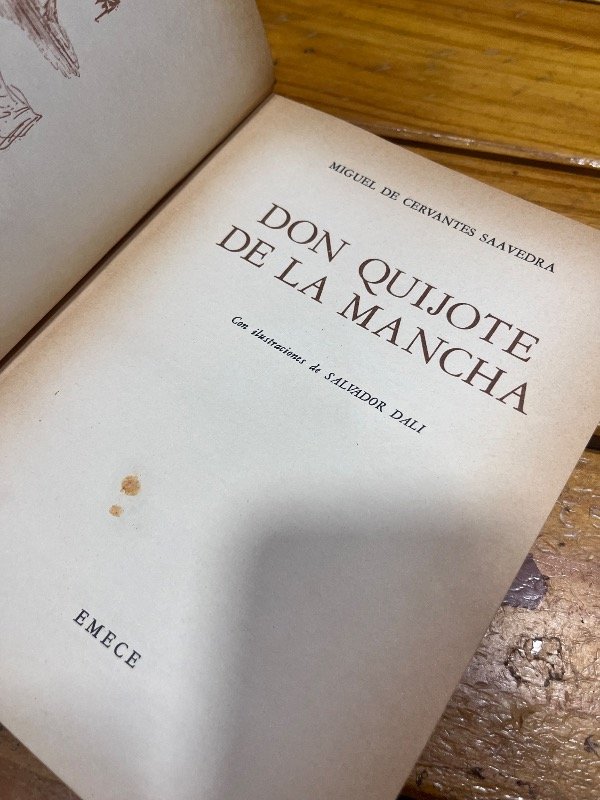 MIGUEL DE CERVANTES SAAVEDRA
DON QUIJOTE
DE LA MANCHA
Con ilustraciones de SALVADOR DALI
EMECE